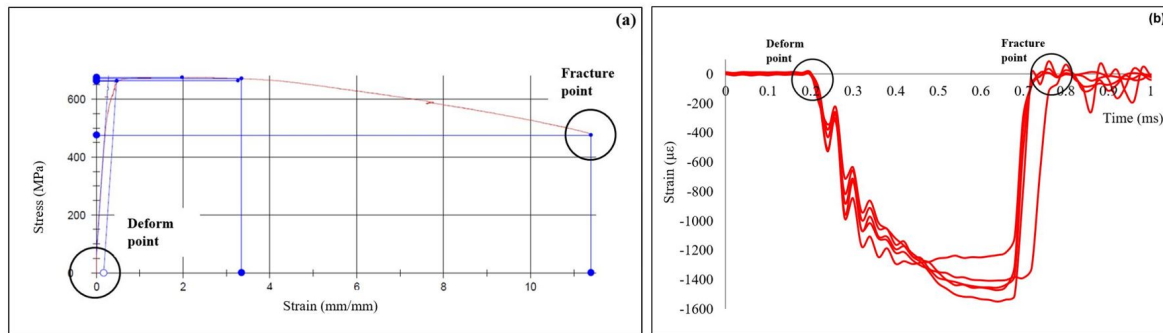 (a)
Fracture
point
600
400
Stress (MPa)
200
Deform
point
0
0 2 4 6 8 10
Strain (mm/mm)
(b)
Deform
point
Fracture
point
0
0 0.1 0.2 0.3 0.4 0.5 0.6 0.7 0.8 0.9 1
Time (ms)
-200
-400
-600
Strain (με)
-800
-1000
-1200
-1400
-1600